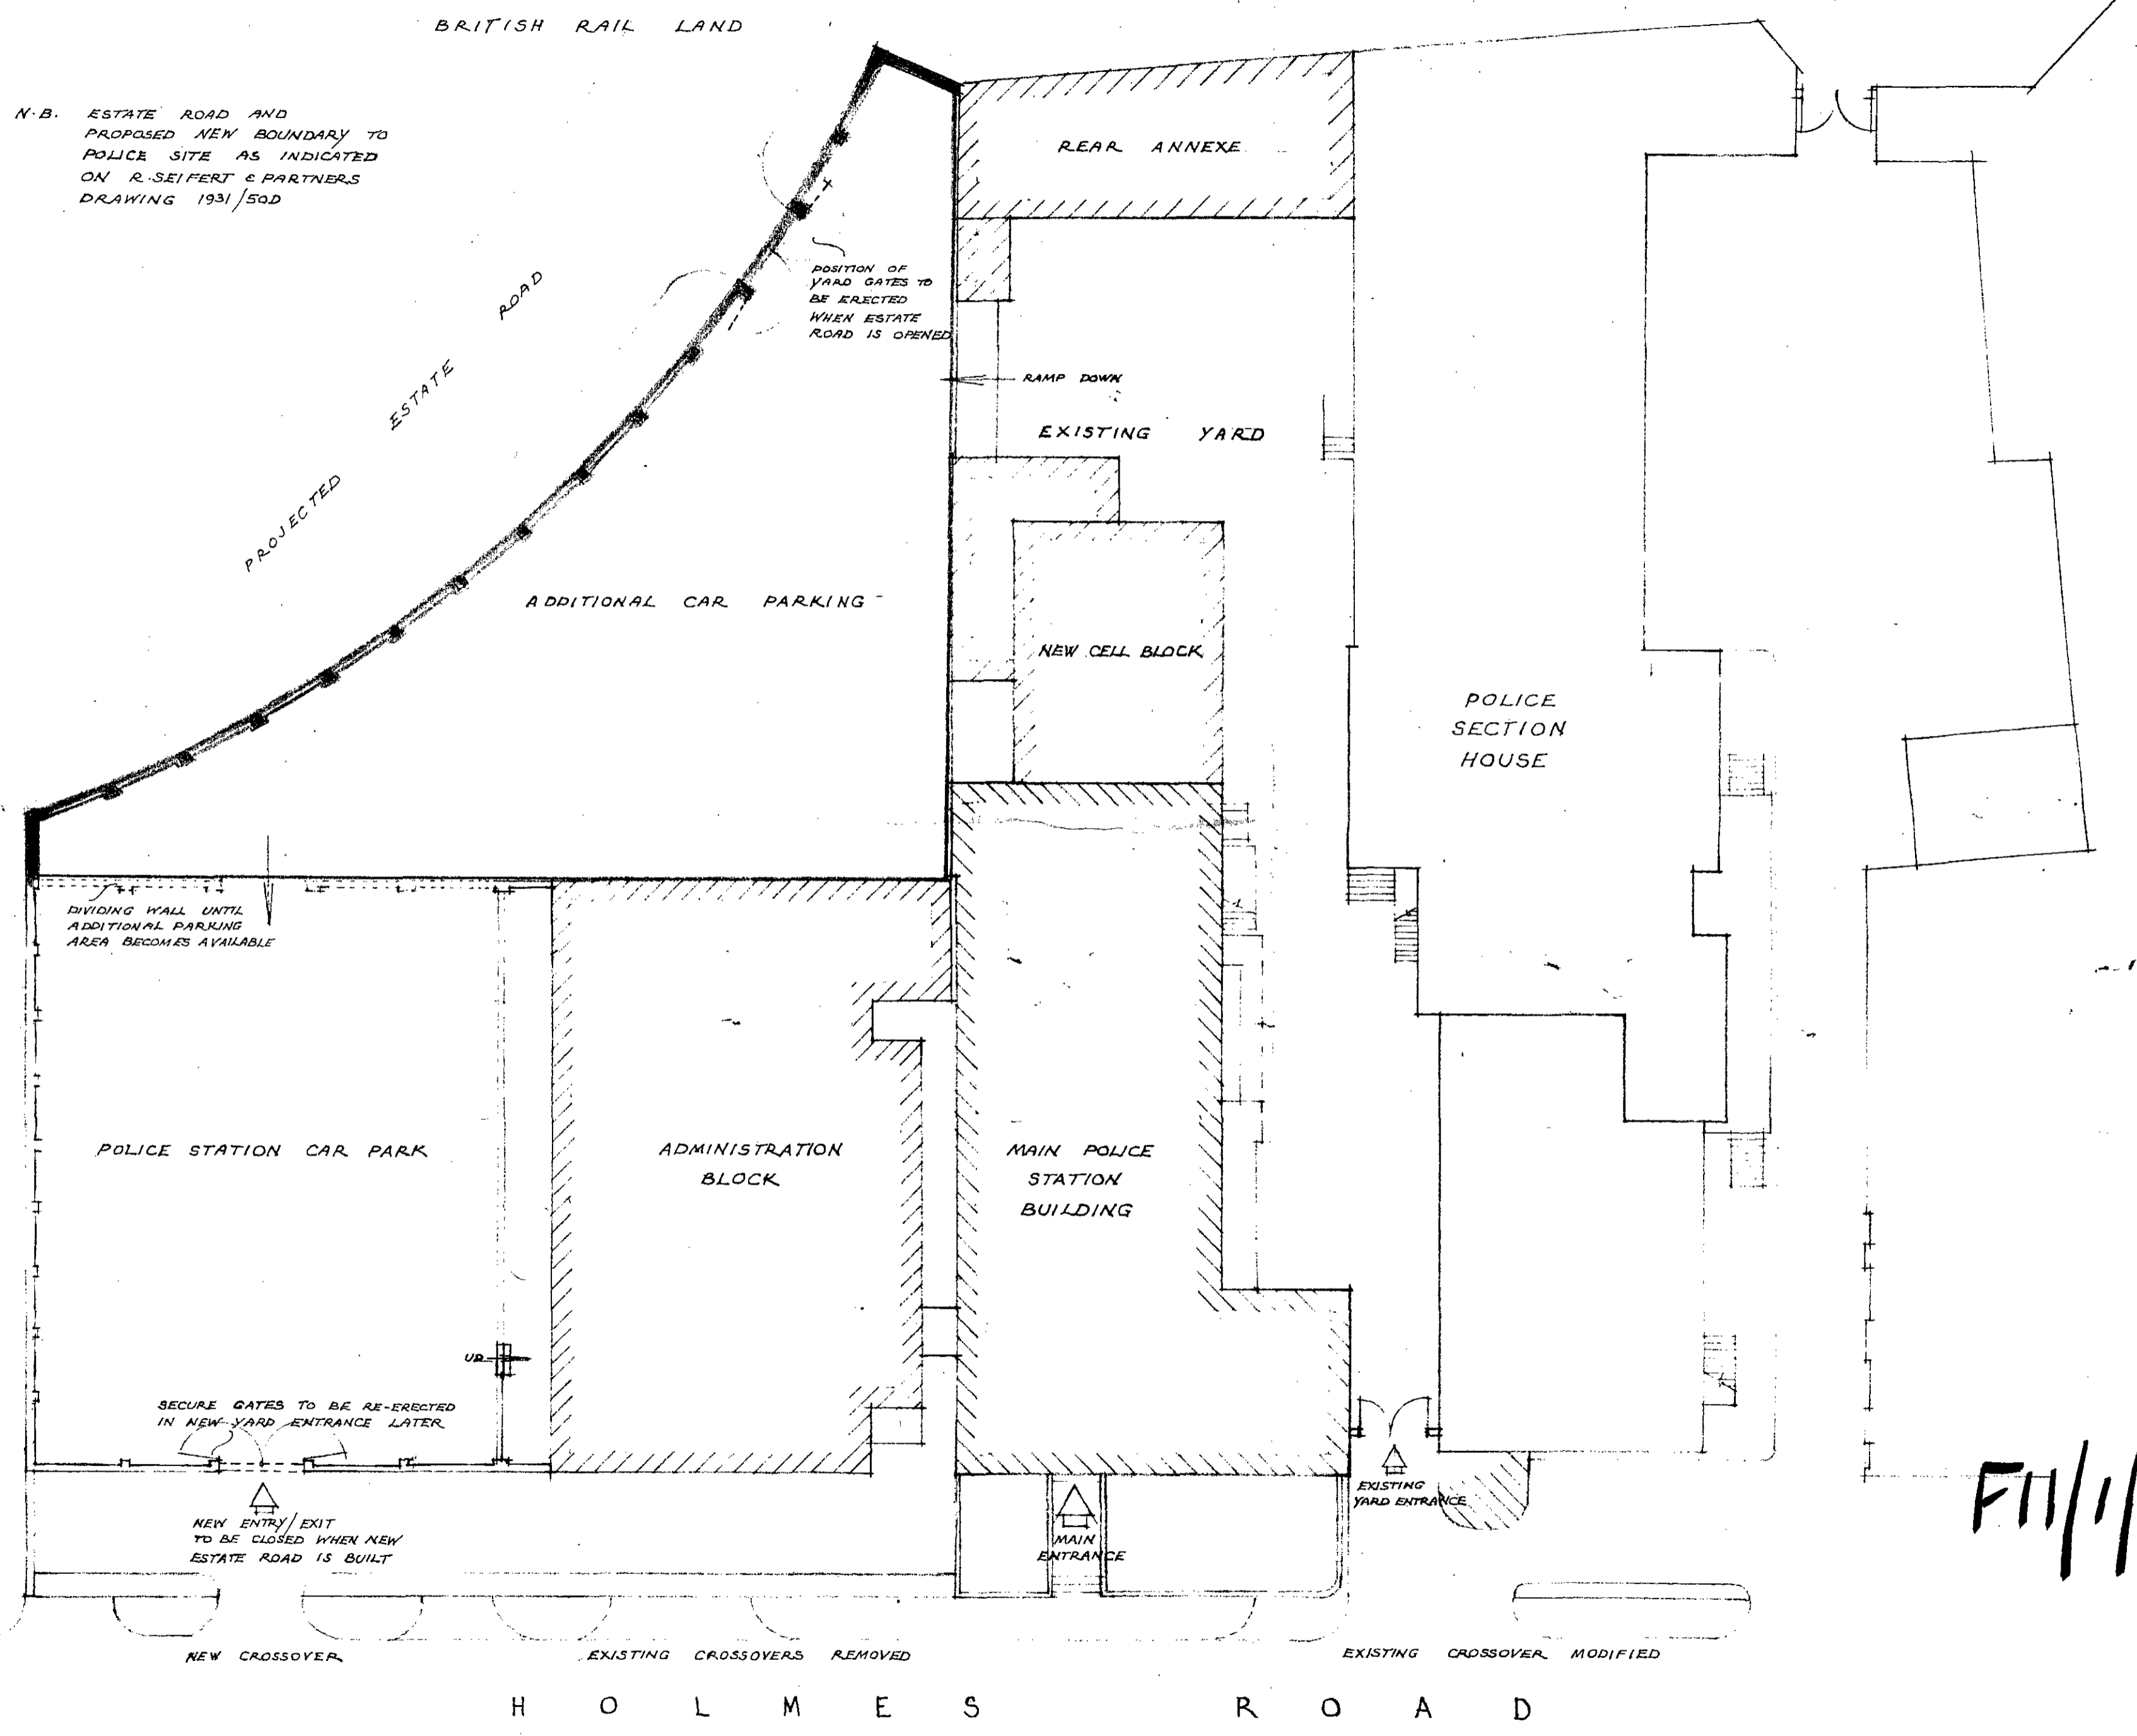 BRITISH RAIL LAND
N.B. ESTATE ROAD AND
PROPOSED NEW BOUNDARY TO
POLICE SITE AS INDICATED
ON R.SEIFERT & PARTNERS
DRAWING 1931/50D
REAR ANNEXE
POSITION OF
YARD GATES TO
BE ERECTED
WHEN ESTATE
ROAD IS OPENED
PROJECTED ESTATE ROAD
RAMP DOWN
EXISTING YARD
ADDITIONAL CAR PARKING
NEW CELL BLOCK
POLICE
SECTION
HOUSE
DIVIDING WALL UNTIL
ADDITIONAL PARKING
AREA BECOMES AVAILABLE
POLICE STATION CAR PARK
ADMINISTRATION
BLOCK
MAIN POLICE
STATION
BUILDING
UP
SECURE GATES TO BE RE-ERECTED
IN NEW YARD ENTRANCE LATER
NEW ENTRY/EXIT
TO BE CLOSED WHEN NEW
ESTATE ROAD IS BUILT
MAIN
ENTRANCE
EXISTING
YARD ENTRANCE
F11/1/
NEW CROSSOVER
EXISTING CROSSOVERS REMOVED
EXISTING CROSSOVER MODIFIED
HOLMES ROAD